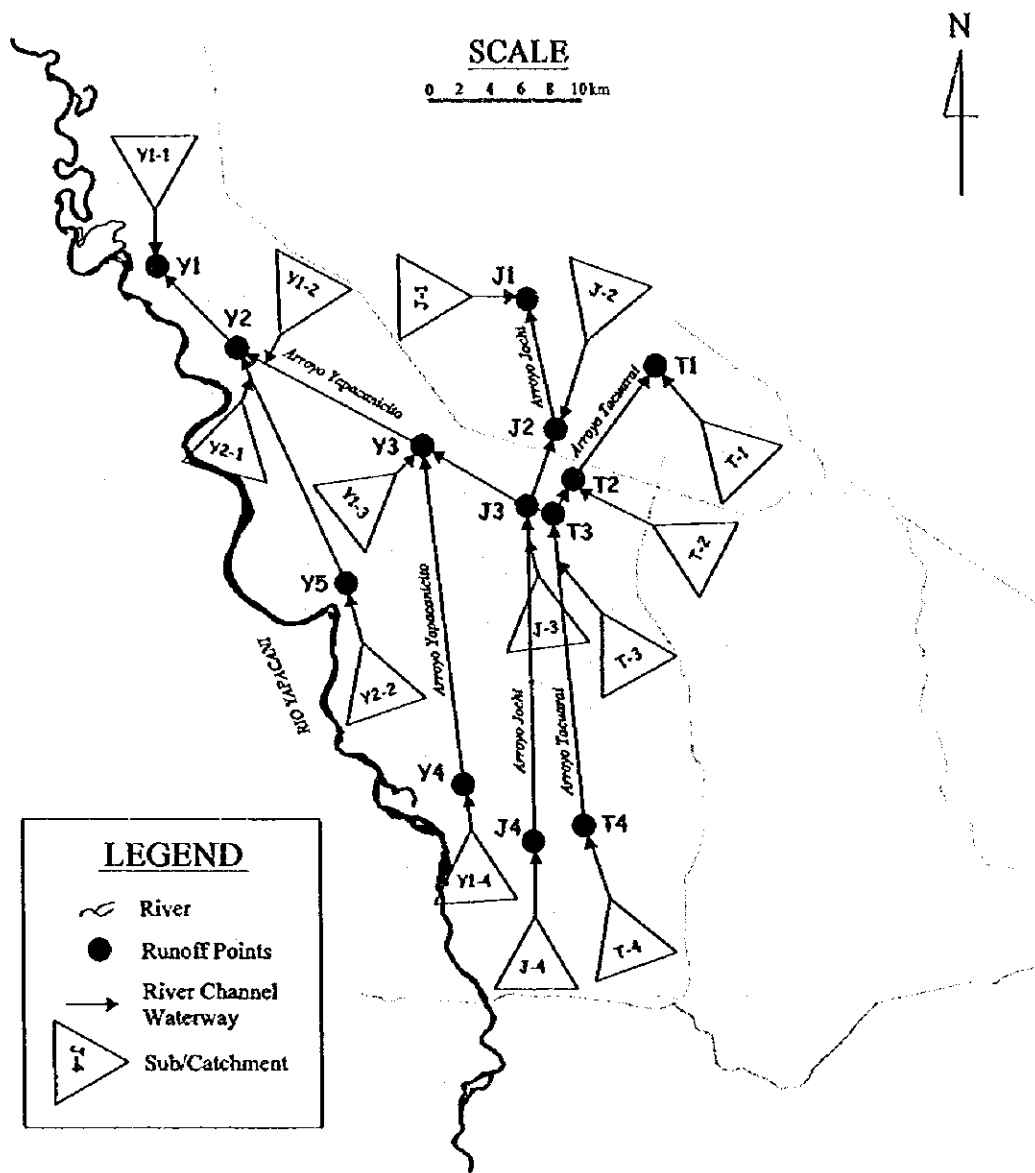 N
SCALE
0 2 4 6 8 10 km
Y1-1
Y1
Y1-2
J-1
J1
J-2
Y2
Arroyo Yapacanicito
Arroyo Jochi
T1
Arroyo Tacuaral
Y2-1
Y3
J2
T-1
Y1-3
J3
T2
T3
T-2
Y5
J-3
T-3
Y2-2
RIO YAPACANI
Arroyo Yapacanicito
Arroyo Jochi
Arroyo Tacuaral
Y4
J4
T4
Y1-4
J-4
T-4
LEGEND
River
Runoff Points
River Channel
Waterway
J-4
Sub/Catchment